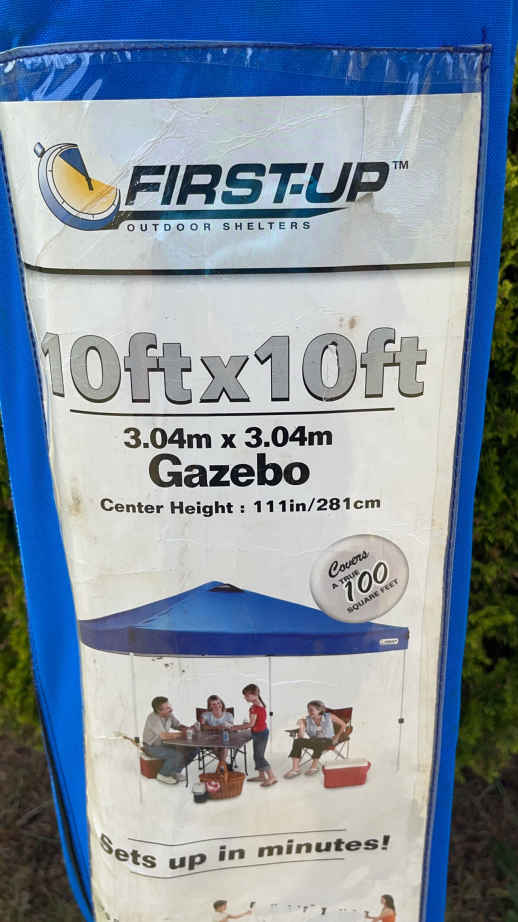 FIRST-UP™
OUTDOOR SHELTERS
10ftx10ft
3.04m x 3.04m
Gazebo
Center Height : 111in/281cm
Covers
A TRUE
100
SQUARE FEET
Sets up in minutes!